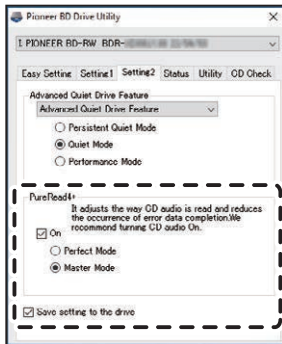 Pioneer BD Drive Utility
I PIONEER BD-RW BDR-
Easy Setting Setting1 Setting2 Status Utility CD Check
Advanced Quiet Drive Feature
Advanced Quiet Drive Feature
Persistent Quiet Mode
Quiet Mode
Performance Mode
PureRead4+
It adjusts the way CD audio is read and reduces
the occurrence of error data completion.We
recommend turning CD audio On.
On
Perfect Mode
Master Mode
Save setting to the drive